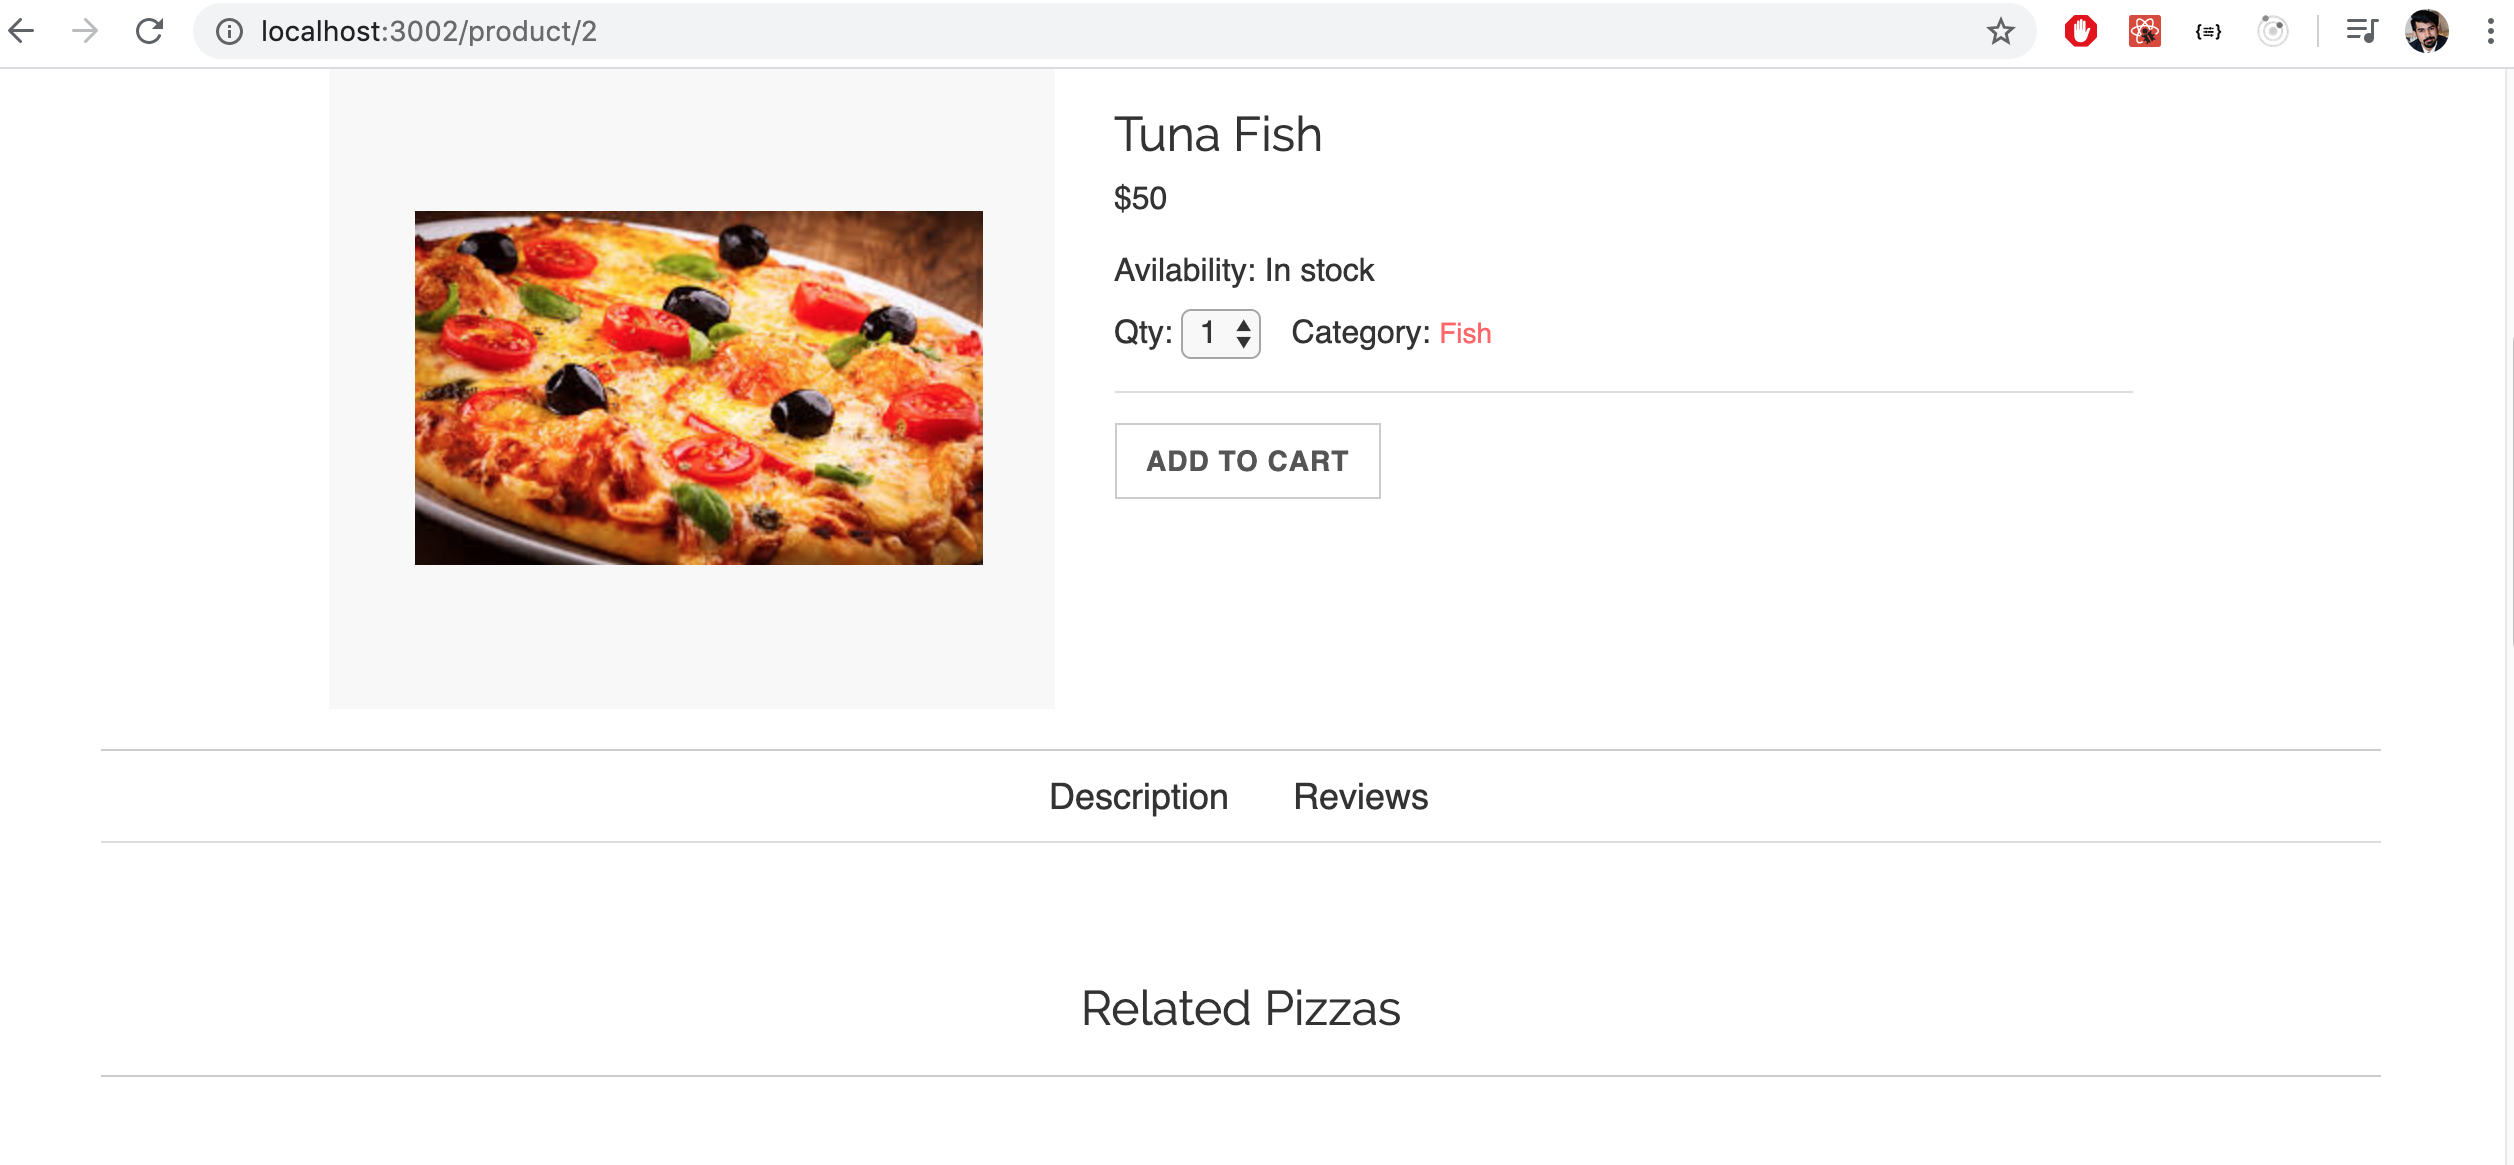 localhost:3002/product/2
Tuna Fish
$50
Avilability: In stock
Qty: 1 Category: Fish
ADD TO CART
Description Reviews
Related Pizzas